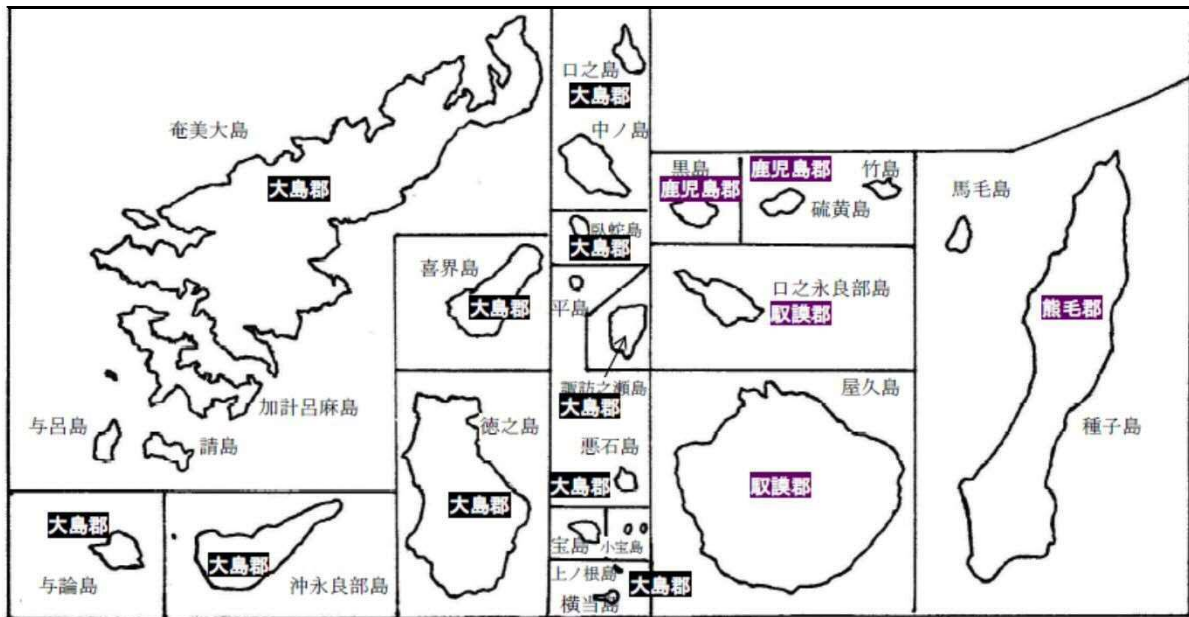 奄美大島
大島郡
喜界島
大島郡
加計呂麻島
与呂島
請島
徳之島
大島郡
大島郡
与論島
大島郡
沖永良部島
口之島
大島郡
中ノ島
臥蛇島
大島郡
平島
諏訪之瀬島
大島郡
悪石島
大島郡
宝島
小宝島
上ノ根島
大島郡
横当島
黒島
鹿児島郡
鹿児島郡
竹島
硫黄島
口之永良部島
馭謨郡
屋久島
馭謨郡
馬毛島
熊毛郡
種子島